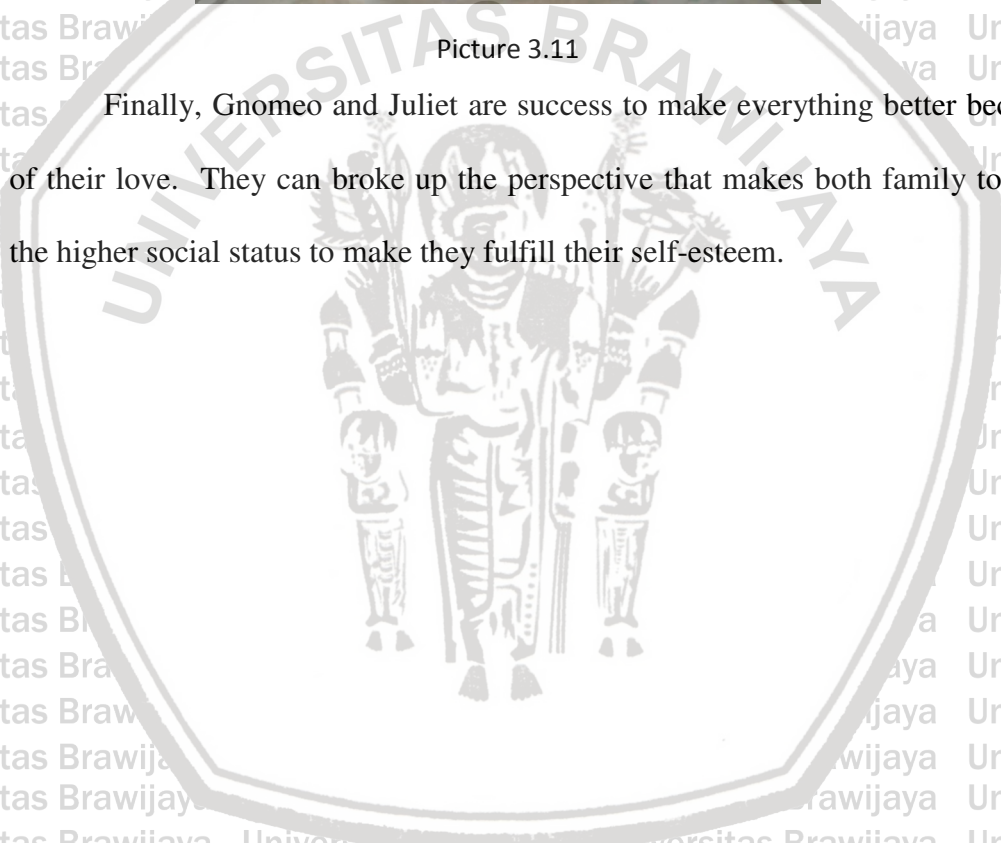 Picture 3.11
Finally, Gnomeo and Juliet are success to make everything better
of their love. They can broke up the perspective that makes both family to
the higher social status to make they fulfill their self-esteem.
UNIVERSITAS BRAWIJAYA